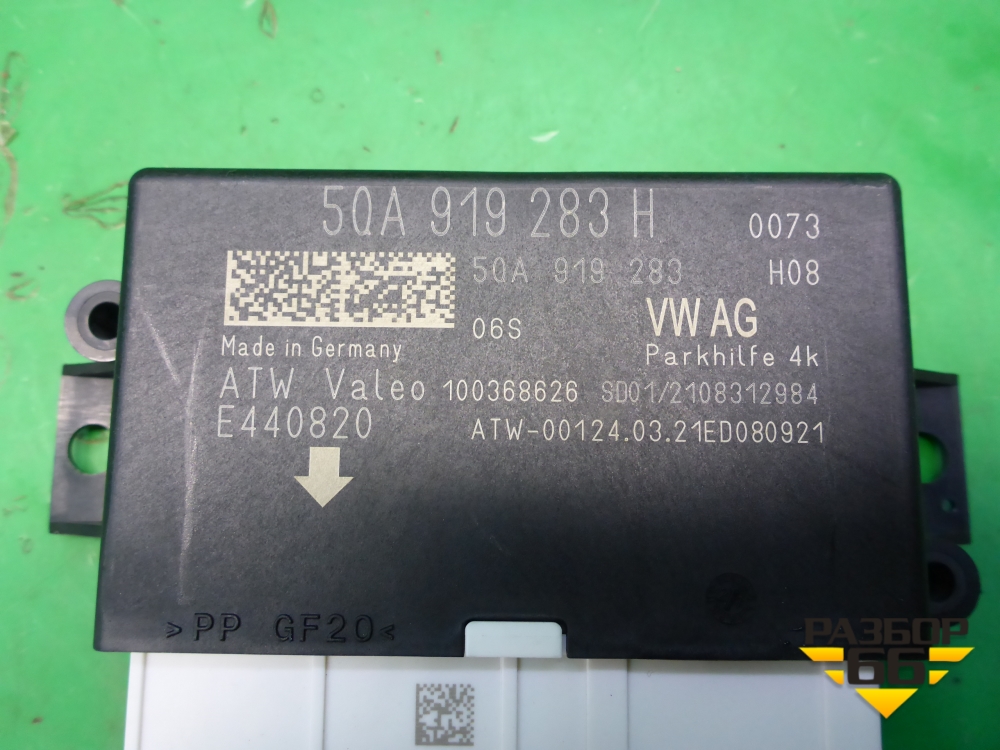 5QA 919 283 H
0073
5QA 919 283
H08
06S
VW AG
Made in Germany
Parkhilfe 4k
ATW Valeo 100368626 SD01/2108312984
E440820
ATW-00124.03.21ED080921
>PP GF20<
РАЗБОР
66